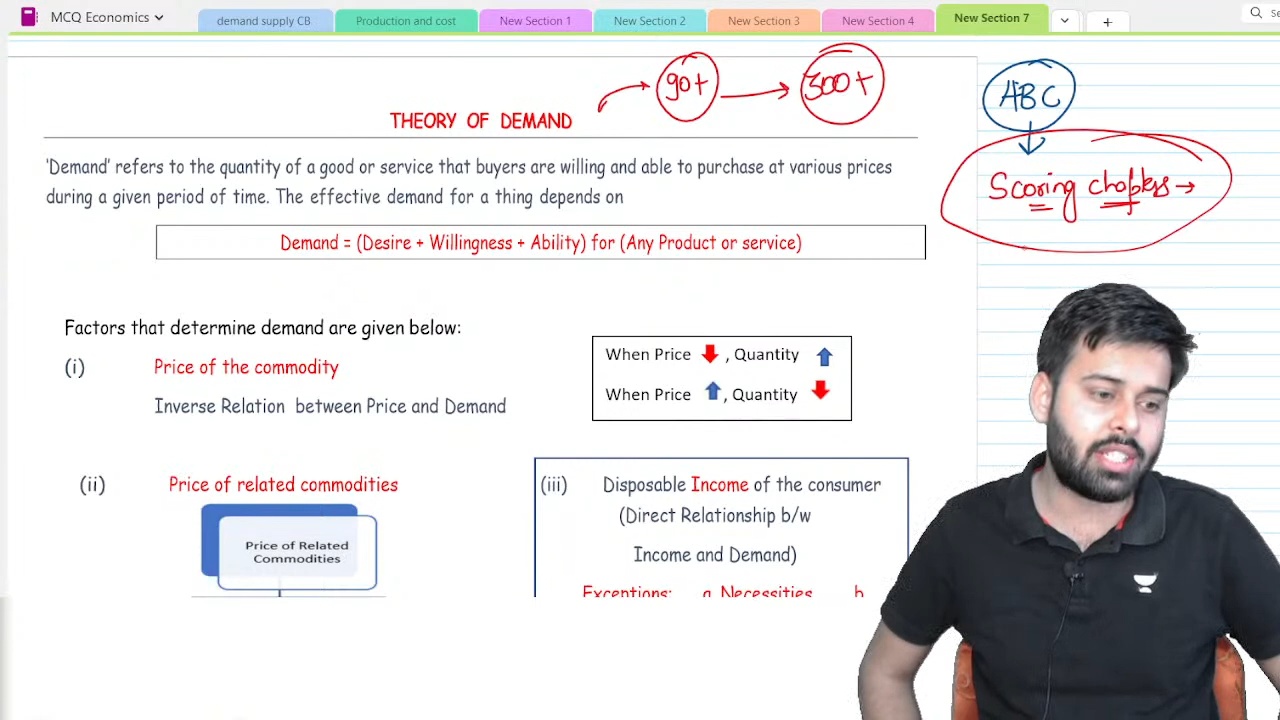 MCQ Economics
demand supply CB
Production and cost
New Section 1
New Section 2
New Section 3
New Section 4
New Section 7
+
Se
90+ → 300+
ABC
THEORY OF DEMAND
Scoring chapters →
'Demand' refers to the quantity of a good or service that buyers are willing and able to purchase at various prices
during a given period of time. The effective demand for a thing depends on
Demand = (Desire + Willingness + Ability) for (Any Product or service)
Factors that determine demand are given below:
(i) Price of the commodity
Inverse Relation between Price and Demand
When Price ⬇ , Quantity ⬆
When Price ⬆, Quantity ⬇
(ii) Price of related commodities
Price of Related
Commodities
(iii) Disposable Income of the consumer
(Direct Relationship b/w
Income and Demand)
Exceptions: a. Necessities b